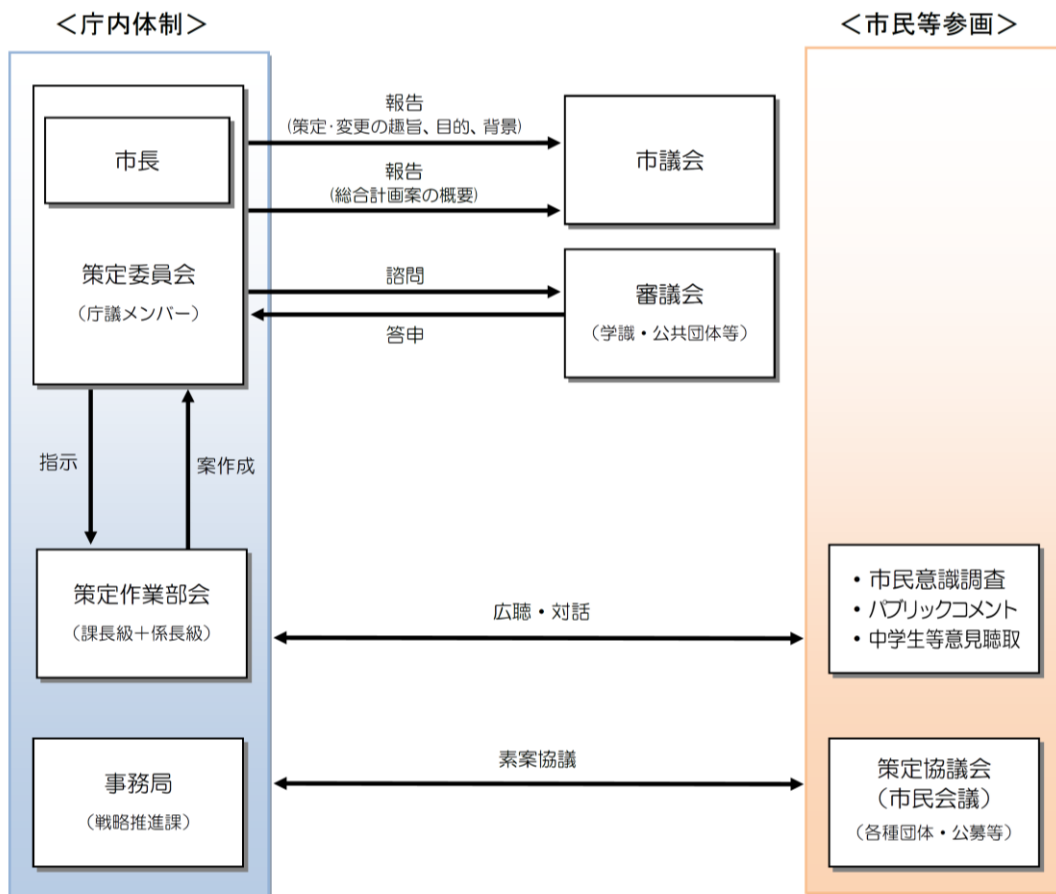 ＜庁内体制＞
＜市民等参画＞
市長
策定委員会
（庁議メンバー）
報告
(策定・変更の趣旨、目的、背景)
報告
(総合計画案の概要)
市議会
諮問
答申
審議会
（学識・公共団体等）
指示
案作成
策定作業部会
（課長級＋係長級）
広聴・対話
・市民意識調査
・パブリックコメント
・中学生等意見聴取
事務局
（戦略推進課）
素案協議
策定協議会
（市民会議）
（各種団体・公募等）